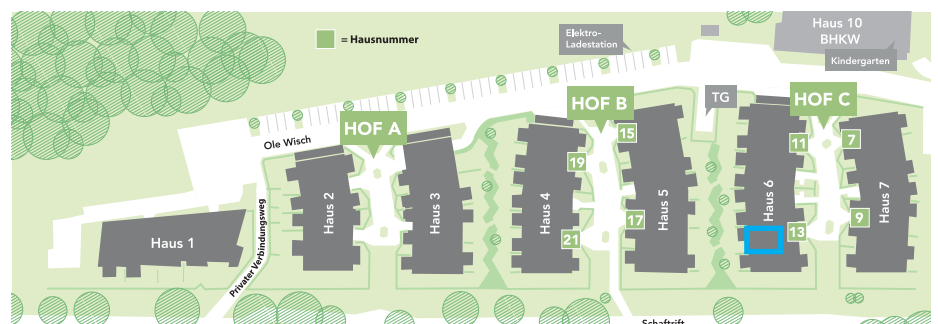 Haus 10
BHKW
Kindergarten
Elektro-
Ladestation
= Hausnummer
TG
HOF A
HOF B
HOF C
Ole Wisch
15
11
7
19
17
21
13
9
Haus 1
Haus 2
Haus 3
Haus 4
Haus 5
Haus 6
Haus 7
Privater Verbindungsweg
Schaftrift